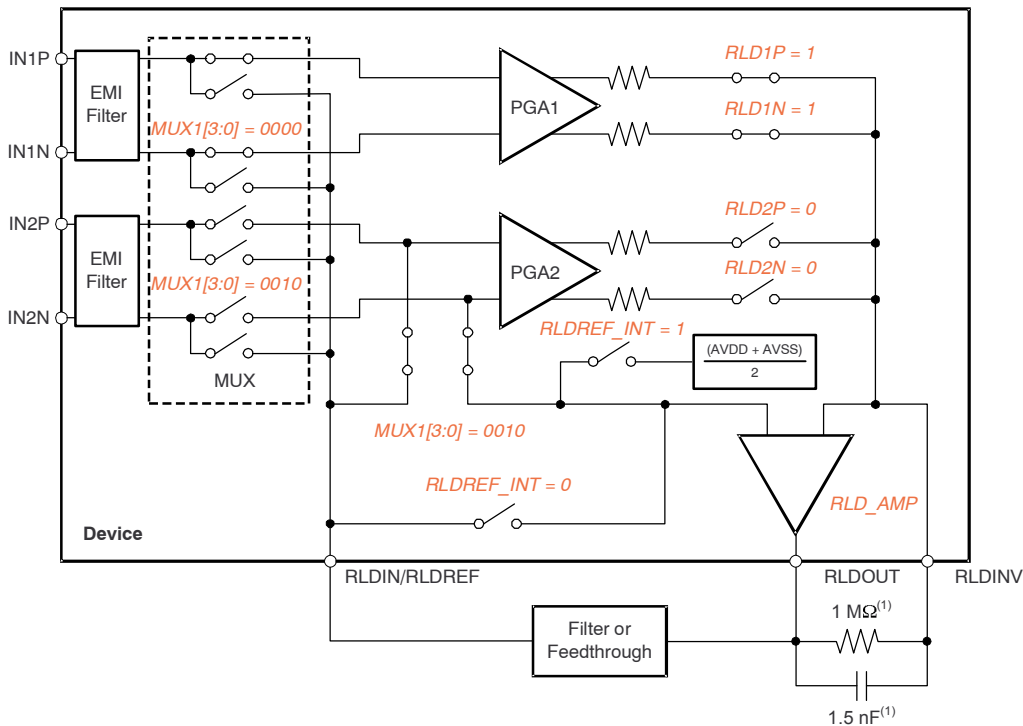 IN1P
EMI
Filter
MUX1[3:0] = 0000
IN1N
PGA1
RLD1P = 1
RLD1N = 1
IN2P
EMI
Filter
MUX1[3:0] = 0010
IN2N
MUX
PGA2
RLD2P = 0
RLD2N = 0
RLDREF_INT = 1
(AVDD + AVSS)
2
MUX1[3:0] = 0010
RLDREF_INT = 0
RLD_AMP
Device
RLDIN/RLDREF
RLDOUT
RLDINV
Filter or
Feedthrough
1 MΩ(1)
1.5 nF(1)